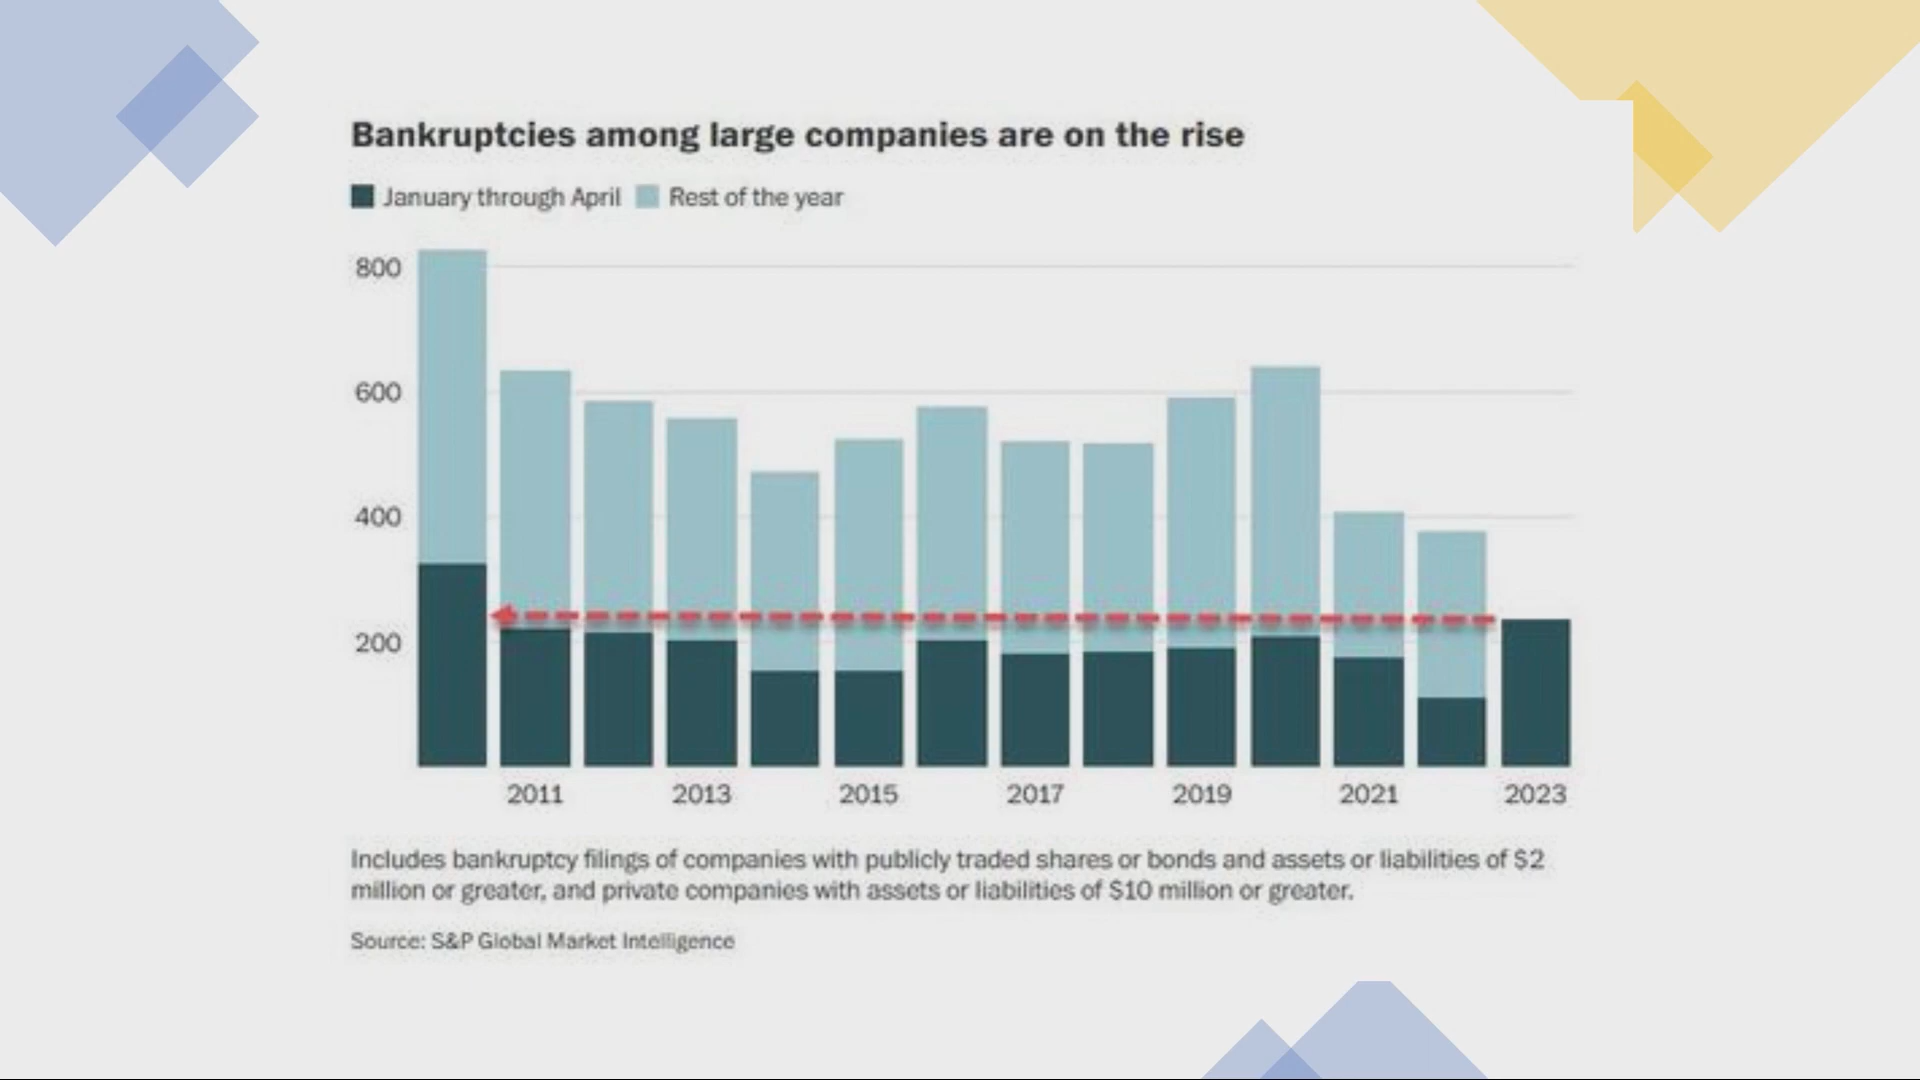 Bankruptcies among large companies are on the rise
January through April Rest of the year
800
600
400
200
2011 2013 2015 2017 2019 2021 2023
Includes bankruptcy filings of companies with publicly traded shares or bonds and assets or liabilities of $2
million or greater, and private companies with assets or liabilities of $10 million or greater.
Source: S&P Global Market Intelligence